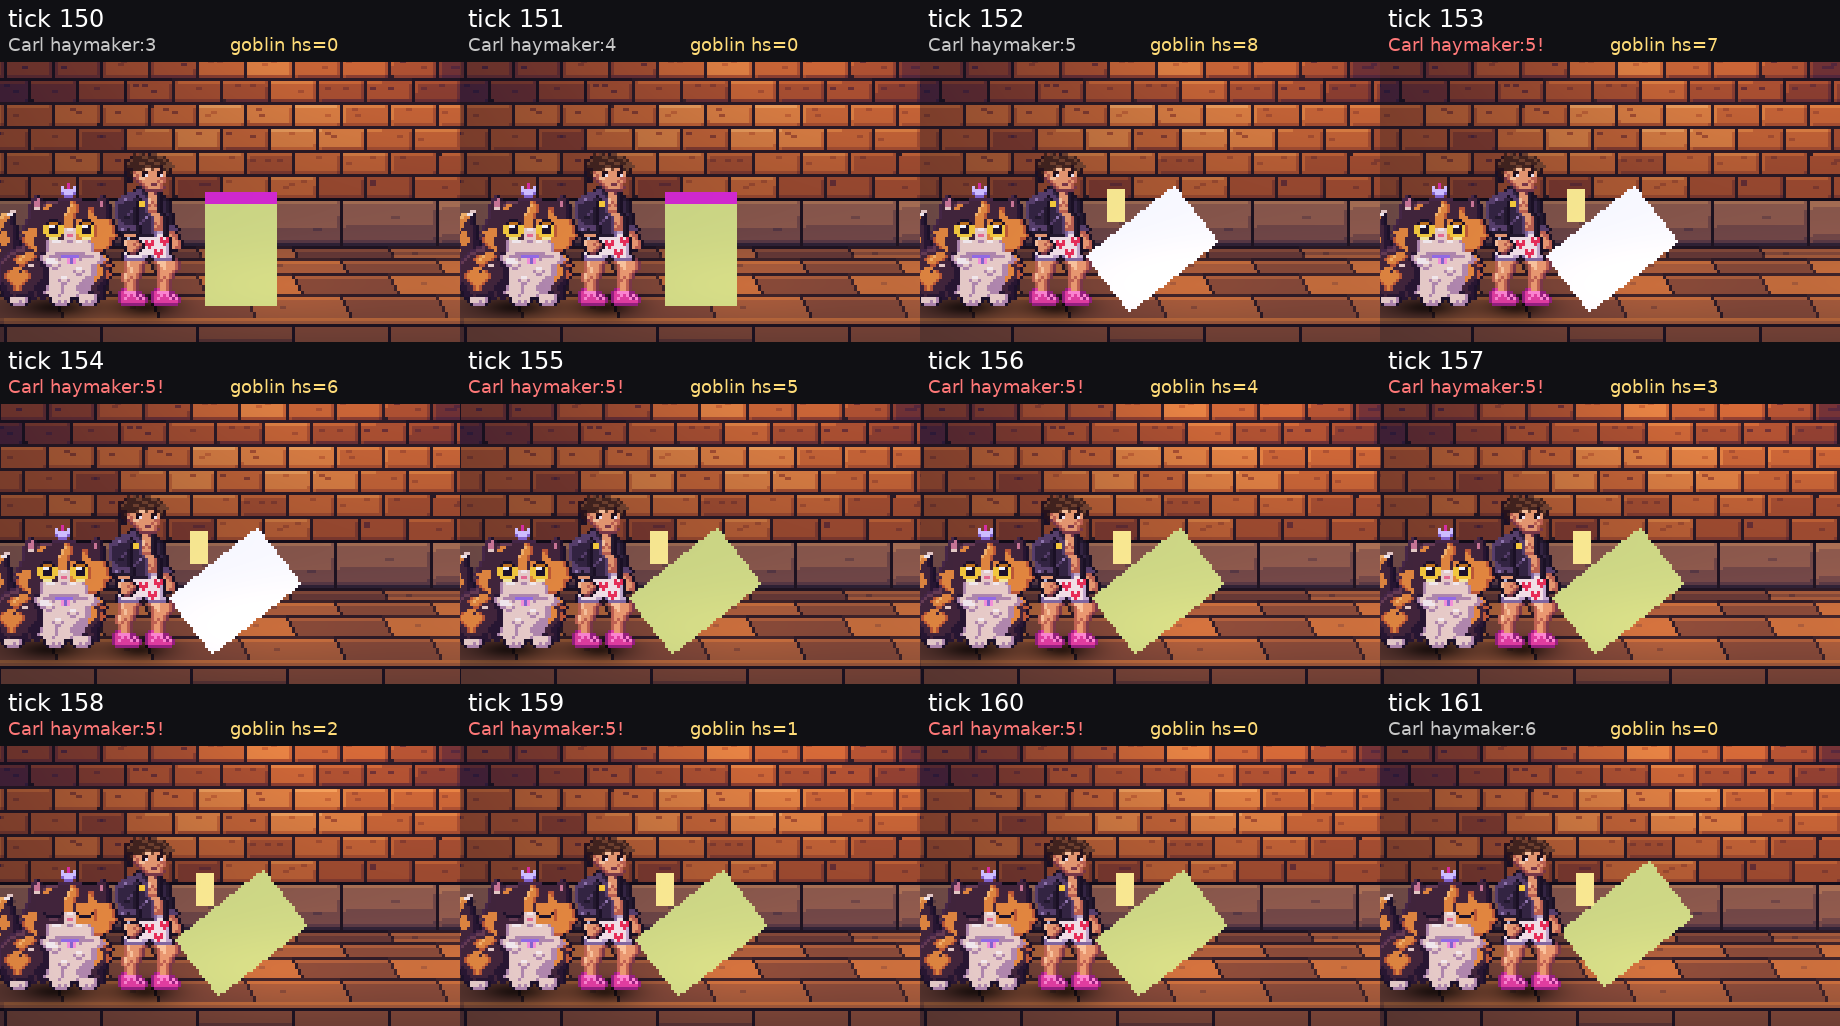 tick 150
Carl haymaker:3 goblin hs=0
tick 151
Carl haymaker:4 goblin hs=0
tick 152
Carl haymaker:5 goblin hs=8
tick 153
Carl haymaker:5! goblin hs=7
tick 154
Carl haymaker:5! goblin hs=6
tick 155
Carl haymaker:5! goblin hs=5
tick 156
Carl haymaker:5! goblin hs=4
tick 157
Carl haymaker:5! goblin hs=3
tick 158
Carl haymaker:5! goblin hs=2
tick 159
Carl haymaker:5! goblin hs=1
tick 160
Carl haymaker:5! goblin hs=0
tick 161
Carl haymaker:6 goblin hs=0